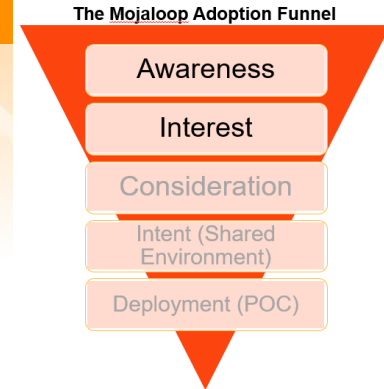 The Mojaloop Adoption Funnel
Awareness
Interest
Consideration
Intent (Shared
Environment)
Deployment (POC)